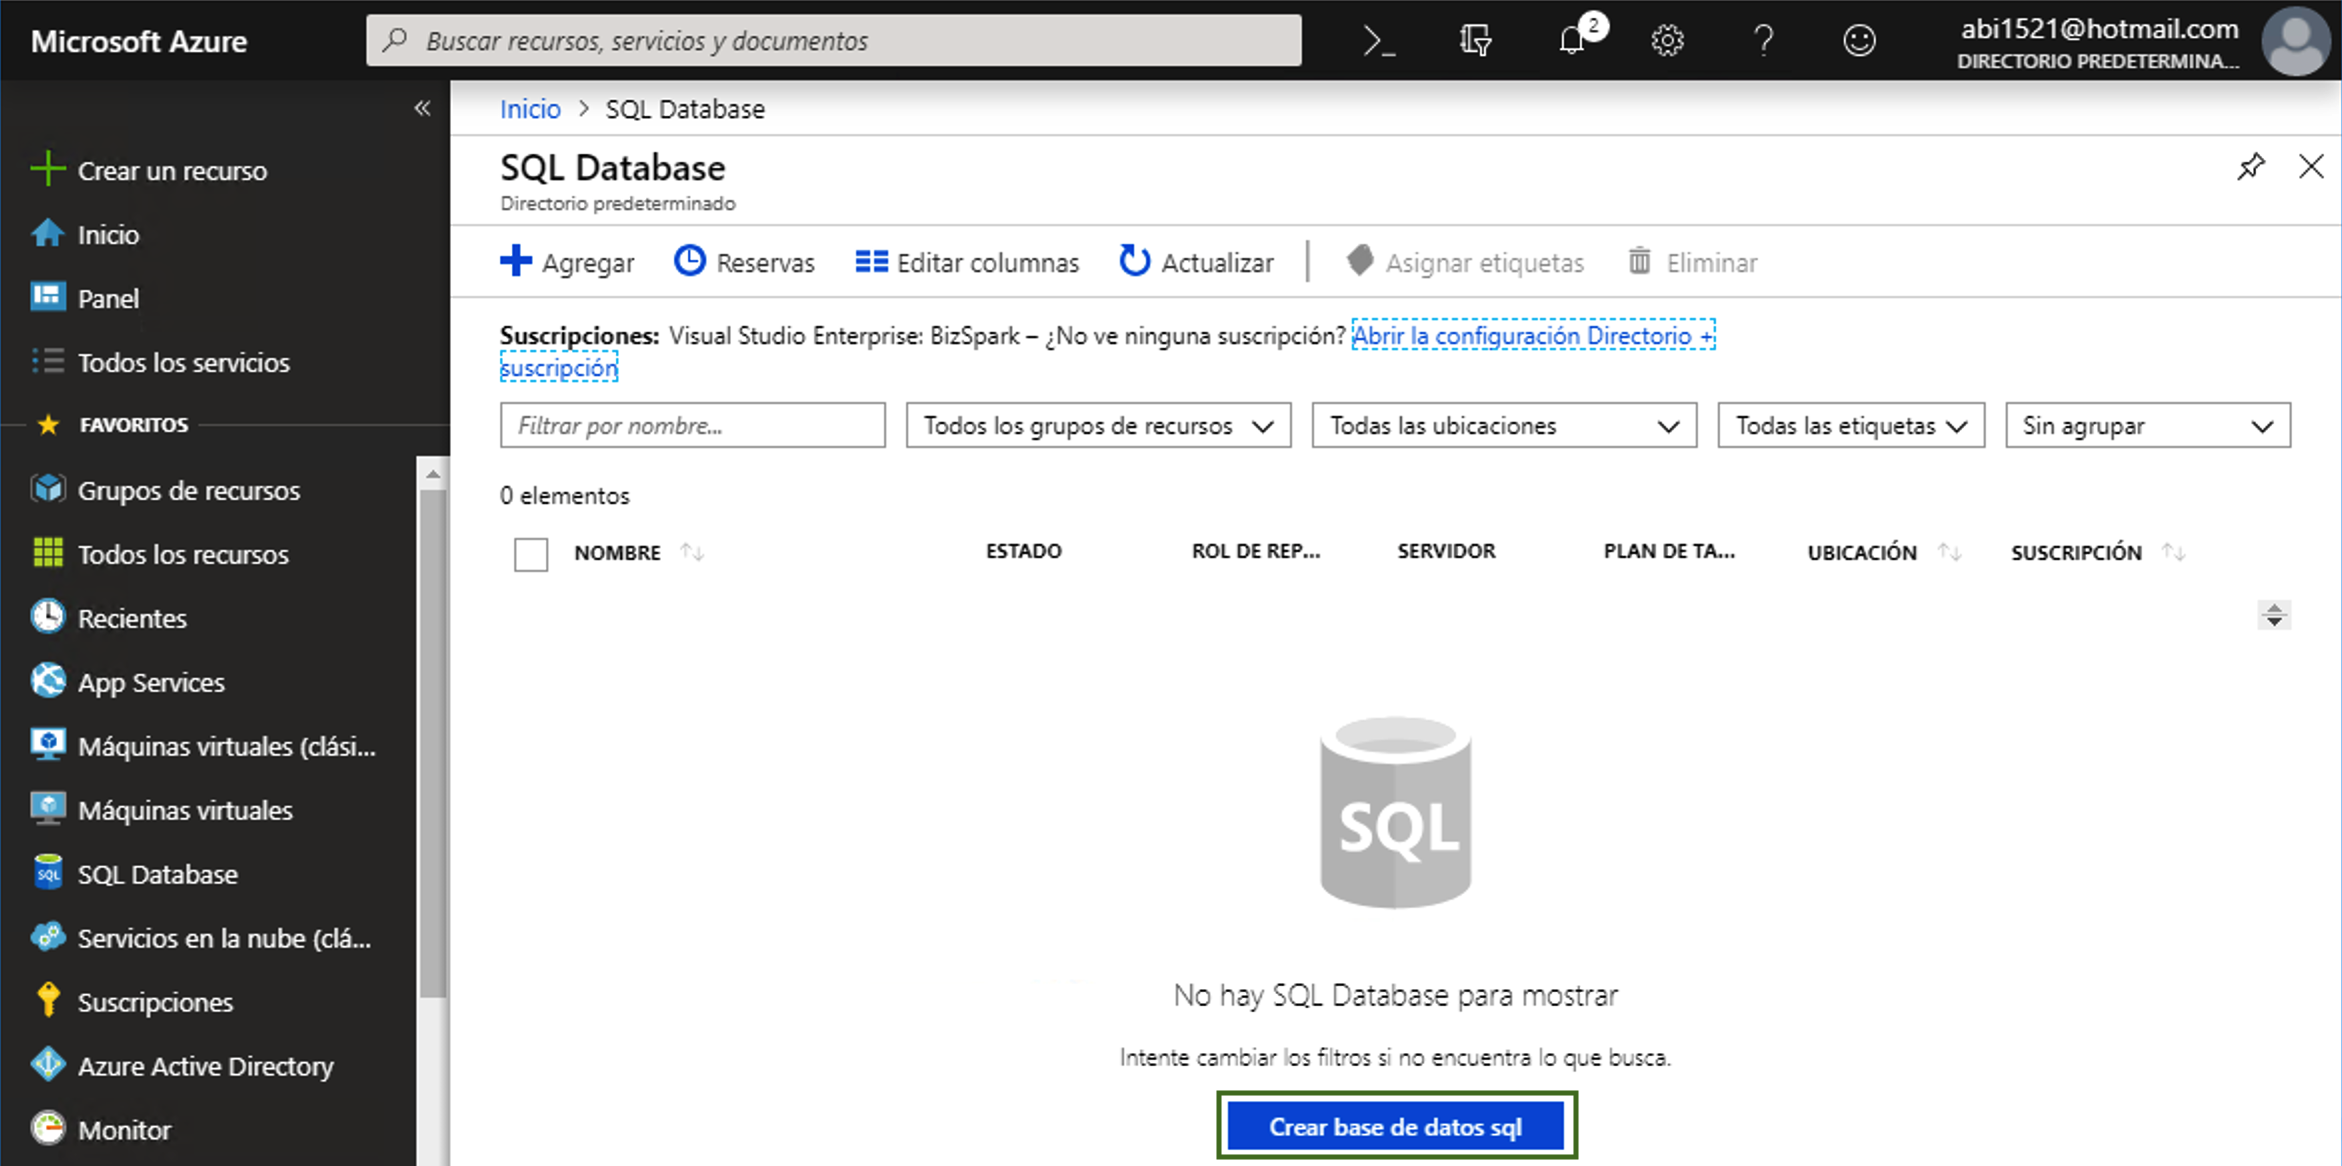 Microsoft Azure
Buscar recursos, servicios y documentos
2
abi1521@hotmail.com
DIRECTORIO PREDETERMINA...
Crear un recurso
Inicio
Panel
Todos los servicios
FAVORITOS
Grupos de recursos
Todos los recursos
Recientes
App Services
Máquinas virtuales (clási...
Máquinas virtuales
SQL
SQL Database
Servicios en la nube (clá...
Suscripciones
Azure Active Directory
Monitor
Inicio > SQL Database
SQL Database
Directorio predeterminado
Agregar
Reservas
Editar columnas
Actualizar
Asignar etiquetas
Eliminar
Suscripciones: Visual Studio Enterprise: BizSpark – ¿No ve ninguna suscripción? Abrir la configuración Directorio +
suscripción
Filtrar por nombre...
Todos los grupos de recursos
Todas las ubicaciones
Todas las etiquetas
Sin agrupar
0 elementos
NOMBRE
ESTADO
ROL DE REP...
SERVIDOR
PLAN DE TA...
UBICACIÓN
SUSCRIPCIÓN
SQL
No hay SQL Database para mostrar
Intente cambiar los filtros si no encuentra lo que busca.
Crear base de datos sql